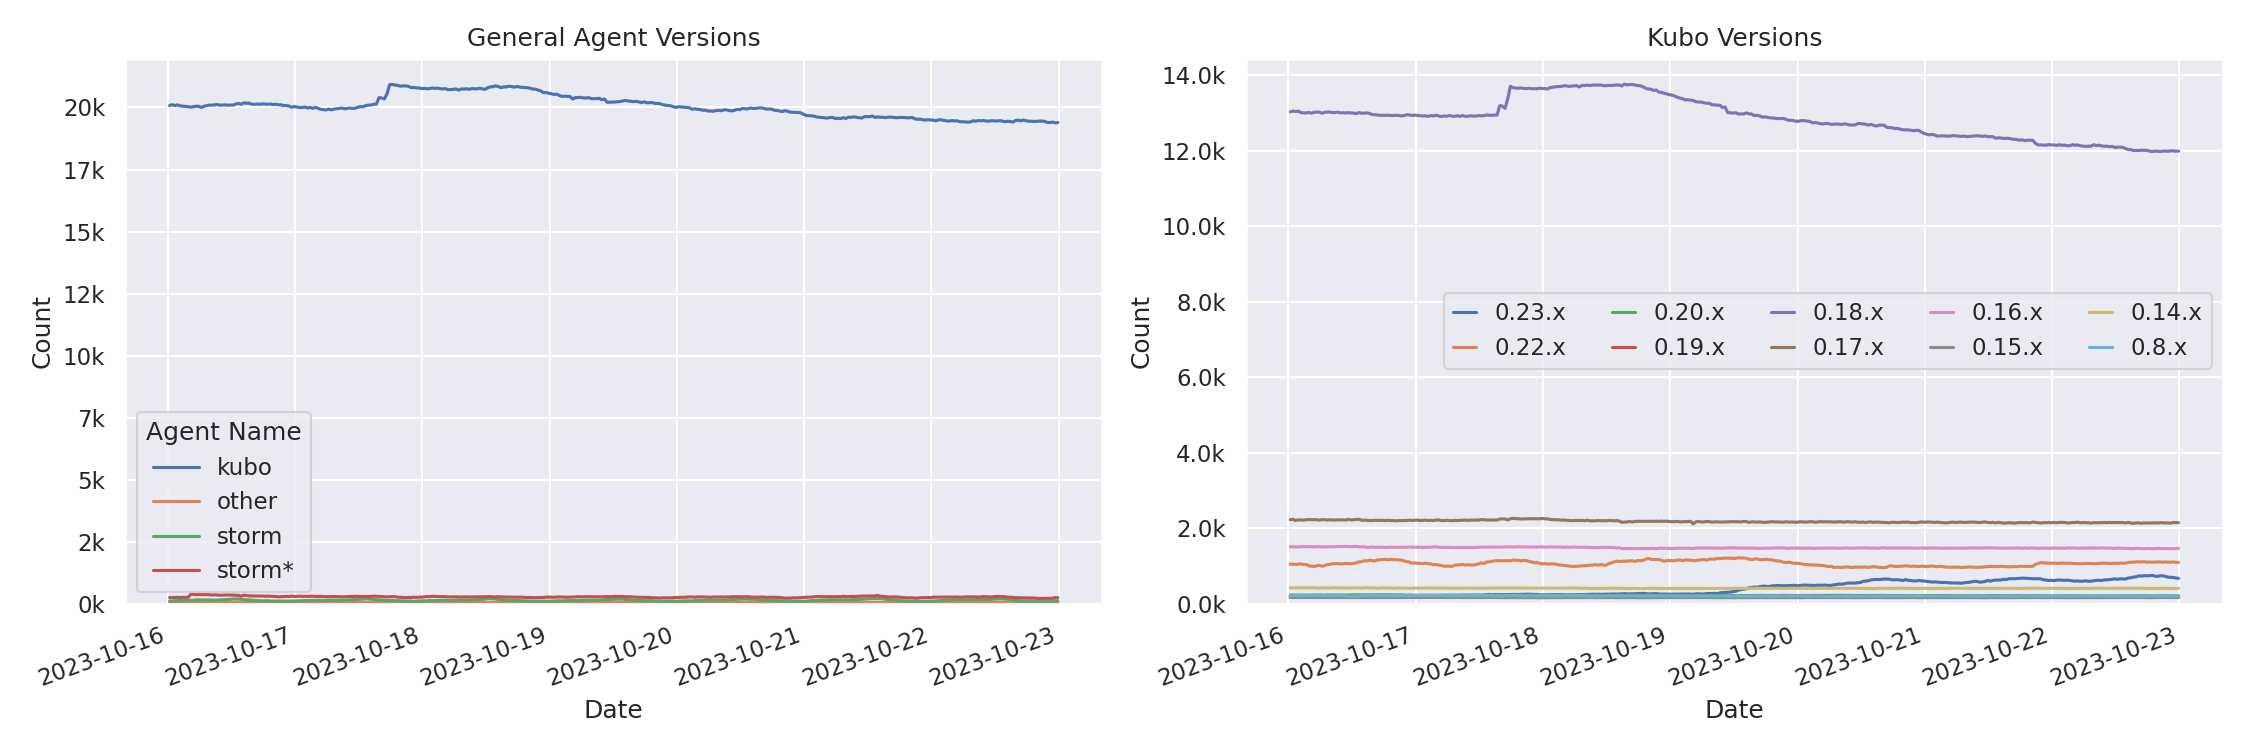 General Agent Versions
Count
20k
17k
15k
12k
10k
7k
5k
2k
0k
Agent Name
kubo
other
storm
storm*
2023-10-16
2023-10-17
2023-10-18
2023-10-19
2023-10-20
2023-10-21
2023-10-22
2023-10-23
Date
Kubo Versions
Count
14.0k
12.0k
10.0k
8.0k
6.0k
4.0k
2.0k
0.0k
0.23.x 0.20.x 0.18.x 0.16.x 0.14.x
0.22.x 0.19.x 0.17.x 0.15.x 0.8.x
2023-10-16
2023-10-17
2023-10-18
2023-10-19
2023-10-20
2023-10-21
2023-10-22
2023-10-23
Date